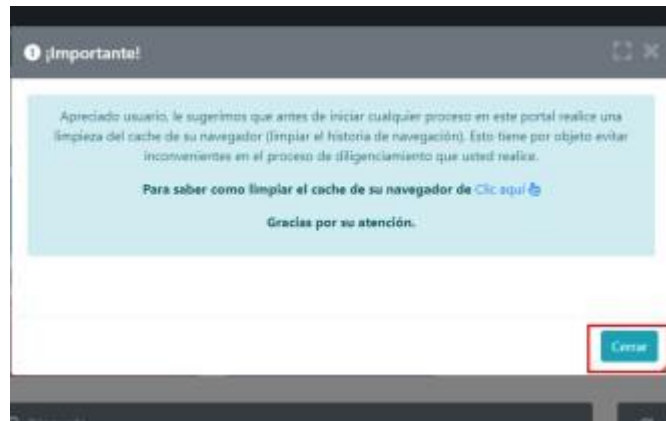 ¡Importante!
Apreciado usuario, le sugerimos que antes de iniciar cualquier proceso en este portal realice una
limpieza del cache de su navegador (limpiar el historia de navegación). Esto tiene por objeto evitar
inconvenientes en el proceso de diligenciamiento que usted realice.
Para saber como limpiar el cache de su navegador de Clic aquí
Gracias por su atención.
Cerrar